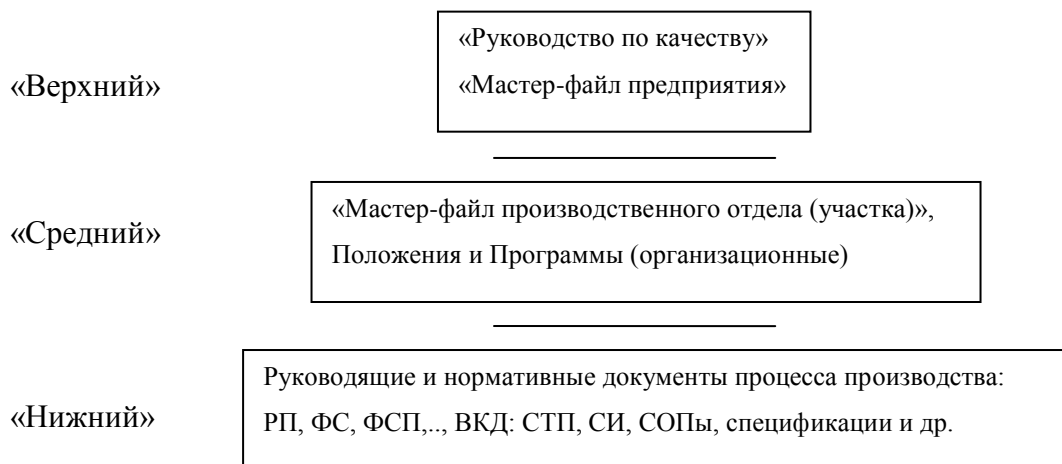 «Верхний»
«Руководство по качеству»
«Мастер-файл предприятия»
«Средний»
«Мастер-файл производственного отдела (участка)»,
Положения и Программы (организационные)
«Нижний»
Руководящие и нормативные документы процесса производства:
РП, ФС, ФСП,.., ВКД: СТП, СИ, СОПы, спецификации и др.